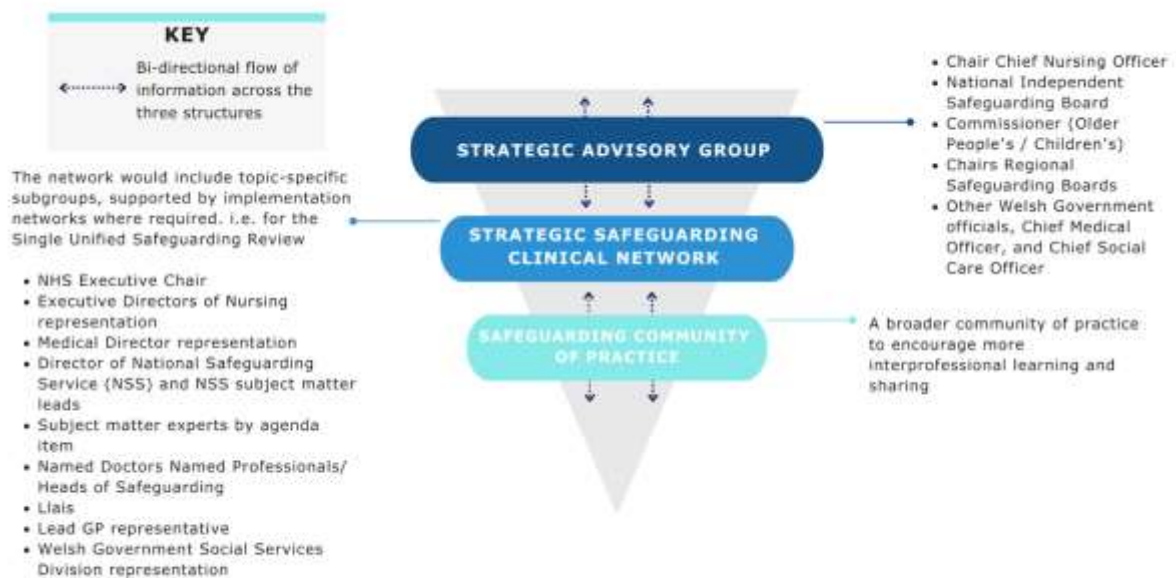 KEY
Bi-directional flow of
information across the
three structures
The network would include topic-specific
subgroups, supported by implementation
networks where required. i.e. for the
Single Unified Safeguarding Review
• NHS Executive Chair
• Executive Directors of Nursing
representation
• Medical Director representation
• Director of National Safeguarding
Service (NSS) and NSS subject matter
leads
• Subject matter experts by agenda
item
• Named Doctors Named Professionals/
Heads of Safeguarding
• Llais
• Lead GP representative
• Welsh Government Social Services
Division representation
STRATEGIC ADVISORY GROUP
STRATEGIC SAFEGUARDING
CLINICAL NETWORK
SAFEGUARDING COMMUNITY
OF PRACTICE
• Chair Chief Nursing Officer
• National Independent
Safeguarding Board
• Commissioner (Older
People's / Children's)
• Chairs Regional
Safeguarding Boards
• Other Welsh Government
officials, Chief Medical
Officer, and Chief Social
Care Officer
A broader community of practice
to encourage more
interprofessional learning and
sharing